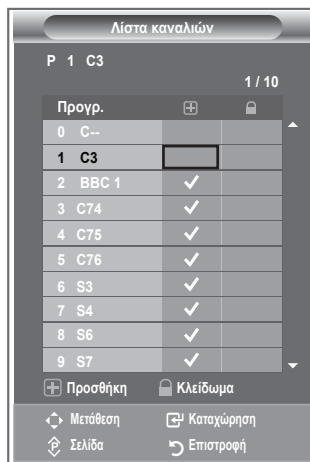 Λίστα καναλιών
P 1 C3
1 / 10
Προγρ.
0 C--
1 C3
2 BBC 1 ✓
3 C74 ✓
4 C75 ✓
5 C76 ✓
6 S3 ✓
7 S4 ✓
8 S6 ✓
9 S7 ✓
Προσθήκη Κλείδωμα
Μετάθεση Καταχώρηση
Σελίδα Επιστροφή